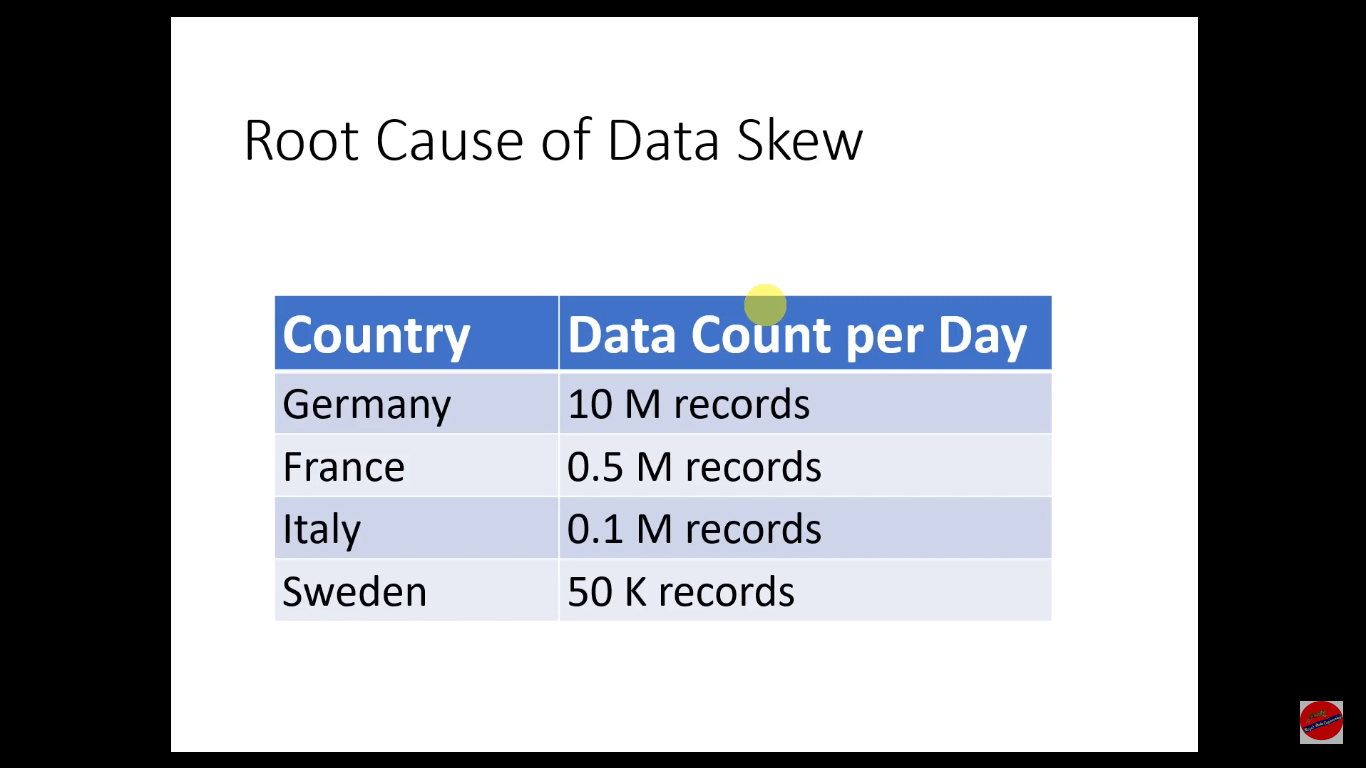 Root Cause of Data Skew
Country Data Count per Day
Germany 10 M records
France 0.5 M records
Italy 0.1 M records
Sweden 50 K records